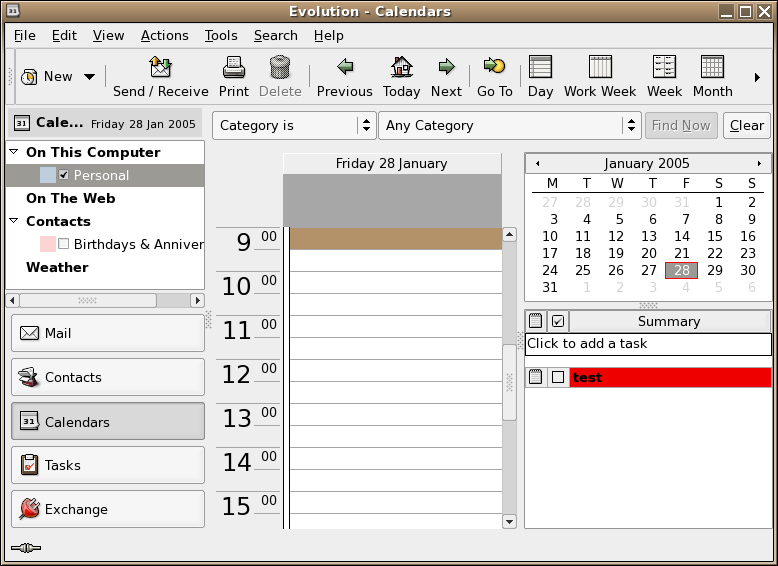 Evolution - Calendars
File Edit View Actions Tools Search Help
New Send / Receive Print Delete Previous Today Next Go To Day Work Week Week Month
31 Cale... Friday 28 Jan 2005
Category is Any Category Find Now Clear
On This Computer
Personal
On The Web
Contacts
Birthdays & Anniver
Weather
Mail
Contacts
31 Calendars
Tasks
Exchange
Friday 28 January
9 00
10 00
11 00
12 00
13 00
14 00
15 00
January 2005
M T W T F S S
27 28 29 30 31 1 2
3 4 5 6 7 8 9
10 11 12 13 14 15 16
17 18 19 20 21 22 23
24 25 26 27 28 29 30
31 1 2 3 4 5 6
Summary
Click to add a task
test